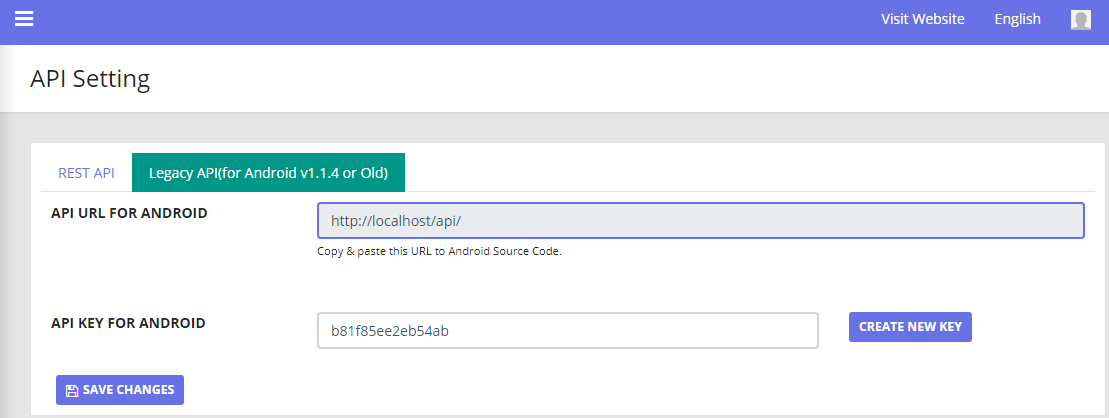 Visit Website English
API Setting
REST API Legacy API(for Android v1.1.4 or Old)
API URL FOR ANDROID http://localhost/api/
Copy & paste this URL to Android Source Code.
API KEY FOR ANDROID b81f85ee2eb54ab CREATE NEW KEY
SAVE CHANGES